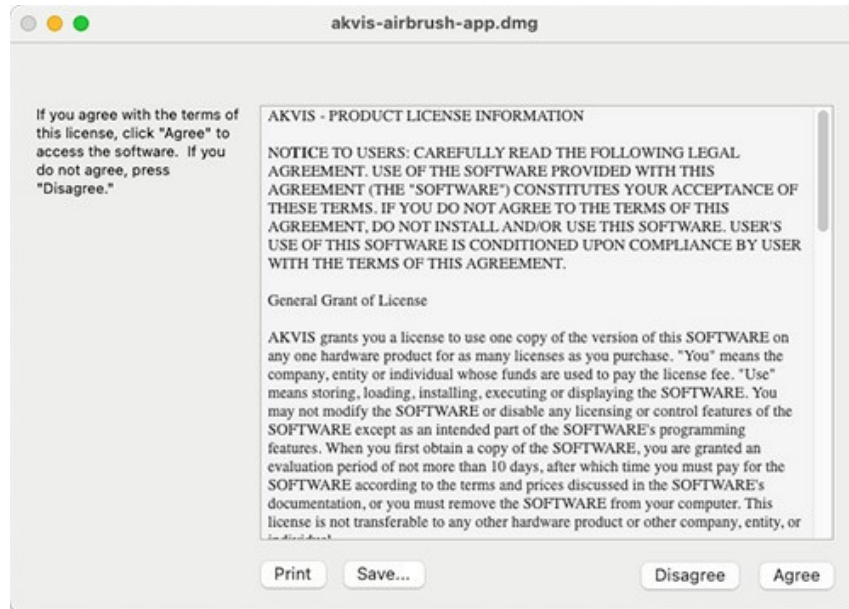 akvis-airbrush-app.dmg
If you agree with the terms of
this license, click "Agree" to
access the software. If you
do not agree, press
"Disagree."
AKVIS - PRODUCT LICENSE INFORMATION
NOTICE TO USERS: CAREFULLY READ THE FOLLOWING LEGAL
AGREEMENT. USE OF THE SOFTWARE PROVIDED WITH THIS
AGREEMENT (THE "SOFTWARE") CONSTITUTES YOUR ACCEPTANCE OF
THESE TERMS. IF YOU DO NOT AGREE TO THE TERMS OF THIS
AGREEMENT, DO NOT INSTALL AND/OR USE THIS SOFTWARE. USER'S
USE OF THIS SOFTWARE IS CONDITIONED UPON COMPLIANCE BY USER
WITH THE TERMS OF THIS AGREEMENT.
General Grant of License
AKVIS grants you a license to use one copy of the version of this SOFTWARE on
any one hardware product for as many licenses as you purchase. "You" means the
company, entity or individual whose funds are used to pay the license fee. "Use"
means storing, loading, installing, executing or displaying the SOFTWARE. You
may not modify the SOFTWARE or disable any licensing or control features of the
SOFTWARE except as an intended part of the SOFTWARE's programming
features. When you first obtain a copy of the SOFTWARE, you are granted an
evaluation period of not more than 10 days, after which time you must pay for the
SOFTWARE according to the terms and prices discussed in the SOFTWARE's
documentation, or you must remove the SOFTWARE from your computer. This
license is not transferable to any other hardware product or other company, entity, or
Print
Save...
Disagree
Agree